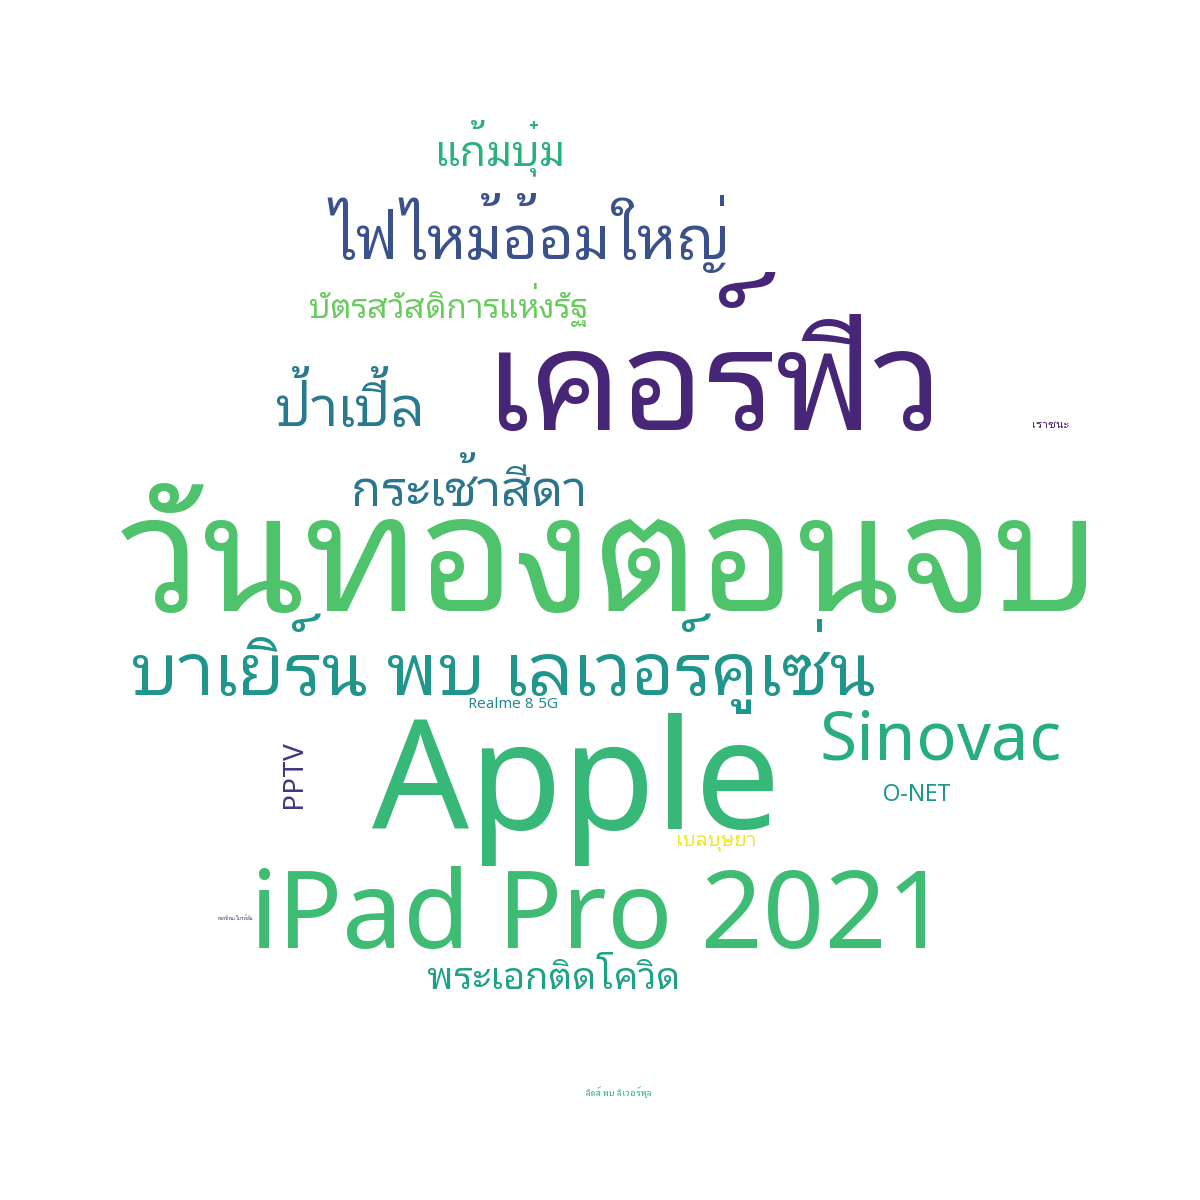 แก้มบุ๋ม
ไฟไหม้อ้อมใหญ่
บัตรสวัสดิการแห่งรัฐ
เคอร์ฟิว
ป้าเปิ้ล
เราชนะ
กระเช้าสีดา
วันทองตอนจบ
บาเยิร์น พบ เลเวอร์คูเซ่น
Realme 8 5G
Apple
Sinovac
PPTV
O-NET
เบลบุษยา
iPad Pro 2021
พระเอกติดโควิด
ลีดส์ พบ ลิเวอร์พูล